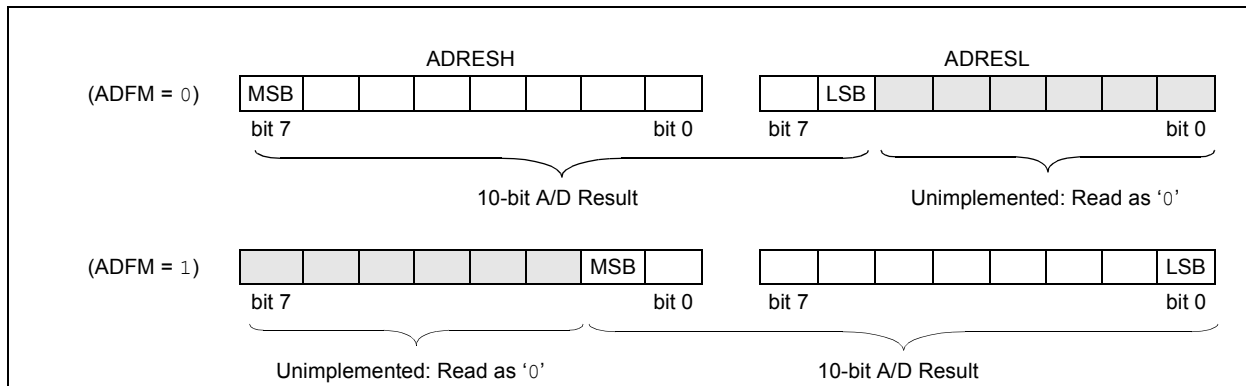 ADRESH ADRESL
(ADFM = 0) MSB LSB
bit 7 bit 0 bit 7 bit 0
10-bit A/D Result Unimplemented: Read as ‘0’
(ADFM = 1) MSB LSB
bit 7 bit 0 bit 7 bit 0
Unimplemented: Read as ‘0’ 10-bit A/D Result